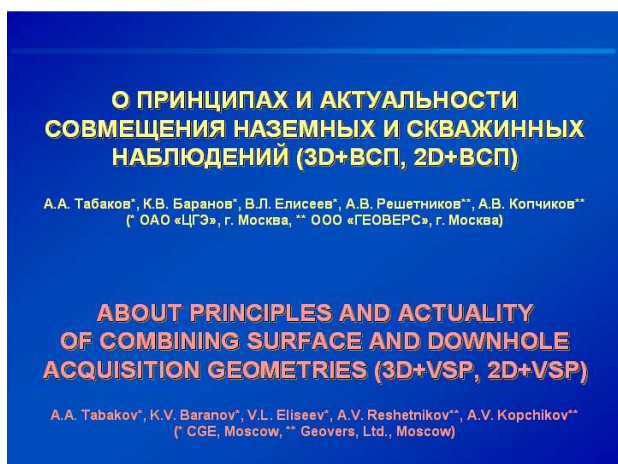 О ПРИНЦИПАХ И АКТУАЛЬНОСТИ
СОВМЕЩЕНИЯ НАЗЕМНЫХ И СКВАЖИННЫХ
НАБЛЮДЕНИЙ (3D+ВСП, 2D+ВСП)
А.А. Табаков*, К.В. Баранов*, В.Л. Елисеев*, А.В. Решетников**, А.В. Копчиков**
(* ОАО «ЦГЭ», г. Москва, ** ООО «ГЕОВЕРС», г. Москва)
ABOUT PRINCIPLES AND ACTUALITY
OF COMBINING SURFACE AND DOWNHOLE
ACQUISITION GEOMETRIES (3D+VSP, 2D+VSP)
A.A. Tabakov*, K.V. Baranov*, V.L. Eliseev*, A.V. Reshetnikov**, A.V. Kopchikov**
(* CGE, Moscow, ** Geovers, Ltd., Moscow)